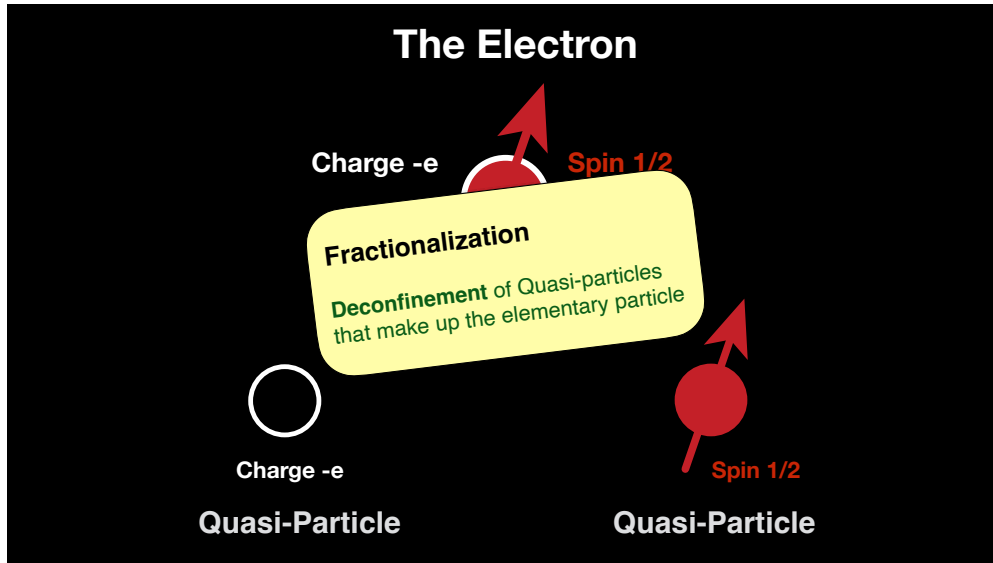 The Electron
Charge -e
Spin 1/2
Fractionalization
Deconfinement of Quasi-particles
that make up the elementary particle
Charge -e
Spin 1/2
Quasi-Particle
Quasi-Particle